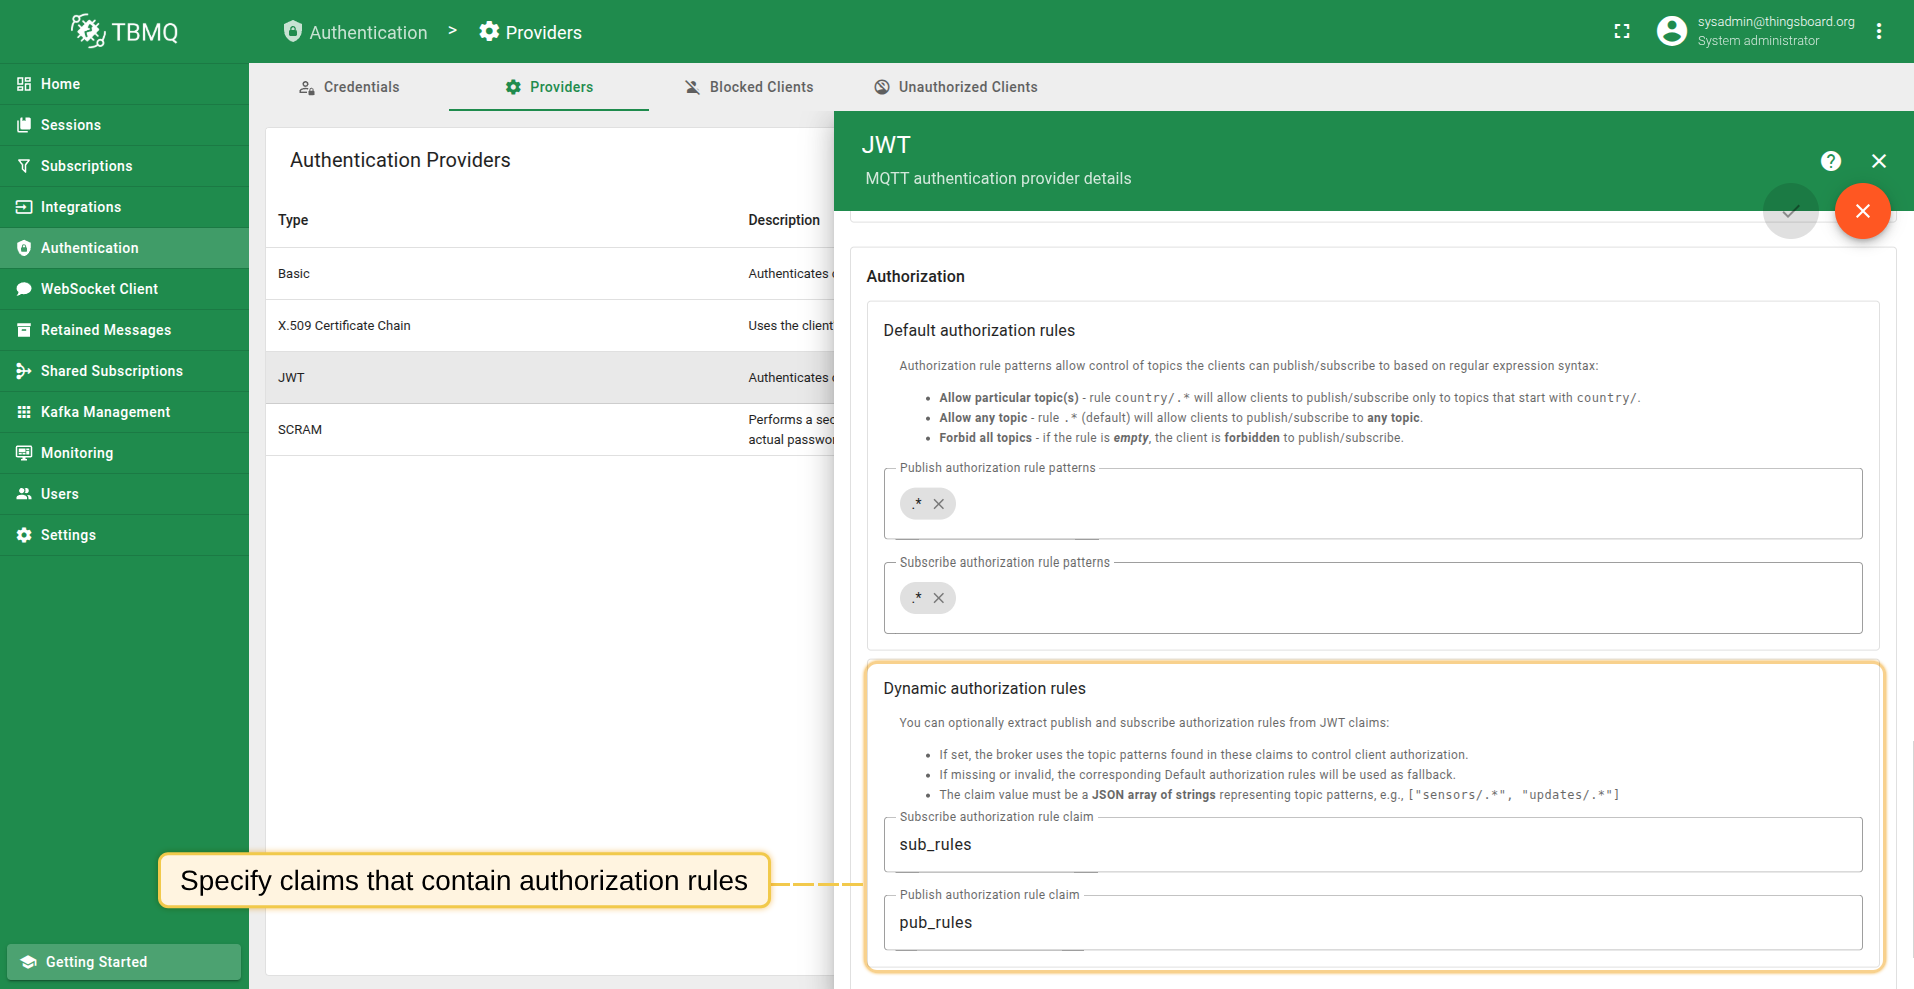 TBMQ
Authentication > Providers
sysadmin@thingsboard.org
System administrator
Home
Sessions
Subscriptions
Integrations
Authentication
WebSocket Client
Retained Messages
Shared Subscriptions
Kafka Management
Monitoring
Users
Settings
Getting Started
Credentials
Providers
Blocked Clients
Unauthorized Clients
Authentication Providers
Type Description
Basic Authenticates
X.509 Certificate Chain Uses the client
JWT Authenticates
SCRAM Performs a sec
actual passwor
JWT
MQTT authentication provider details
Authorization
Default authorization rules
Authorization rule patterns allow control of topics the clients can publish/subscribe to based on regular expression syntax:
• Allow particular topic(s) - rule country/.* will allow clients to publish/subscribe only to topics that start with country/.
• Allow any topic - rule .* (default) will allow clients to publish/subscribe to any topic.
• Forbid all topics - if the rule is empty, the client is forbidden to publish/subscribe.
Publish authorization rule patterns
.*
Subscribe authorization rule patterns
.*
Dynamic authorization rules
You can optionally extract publish and subscribe authorization rules from JWT claims:
• If set, the broker uses the topic patterns found in these claims to control client authorization.
• If missing or invalid, the corresponding Default authorization rules will be used as fallback.
• The claim value must be a JSON array of strings representing topic patterns, e.g., ["sensors/.*", "updates/.*"]
Subscribe authorization rule claim
sub_rules
Publish authorization rule claim
pub_rules
Specify claims that contain authorization rules